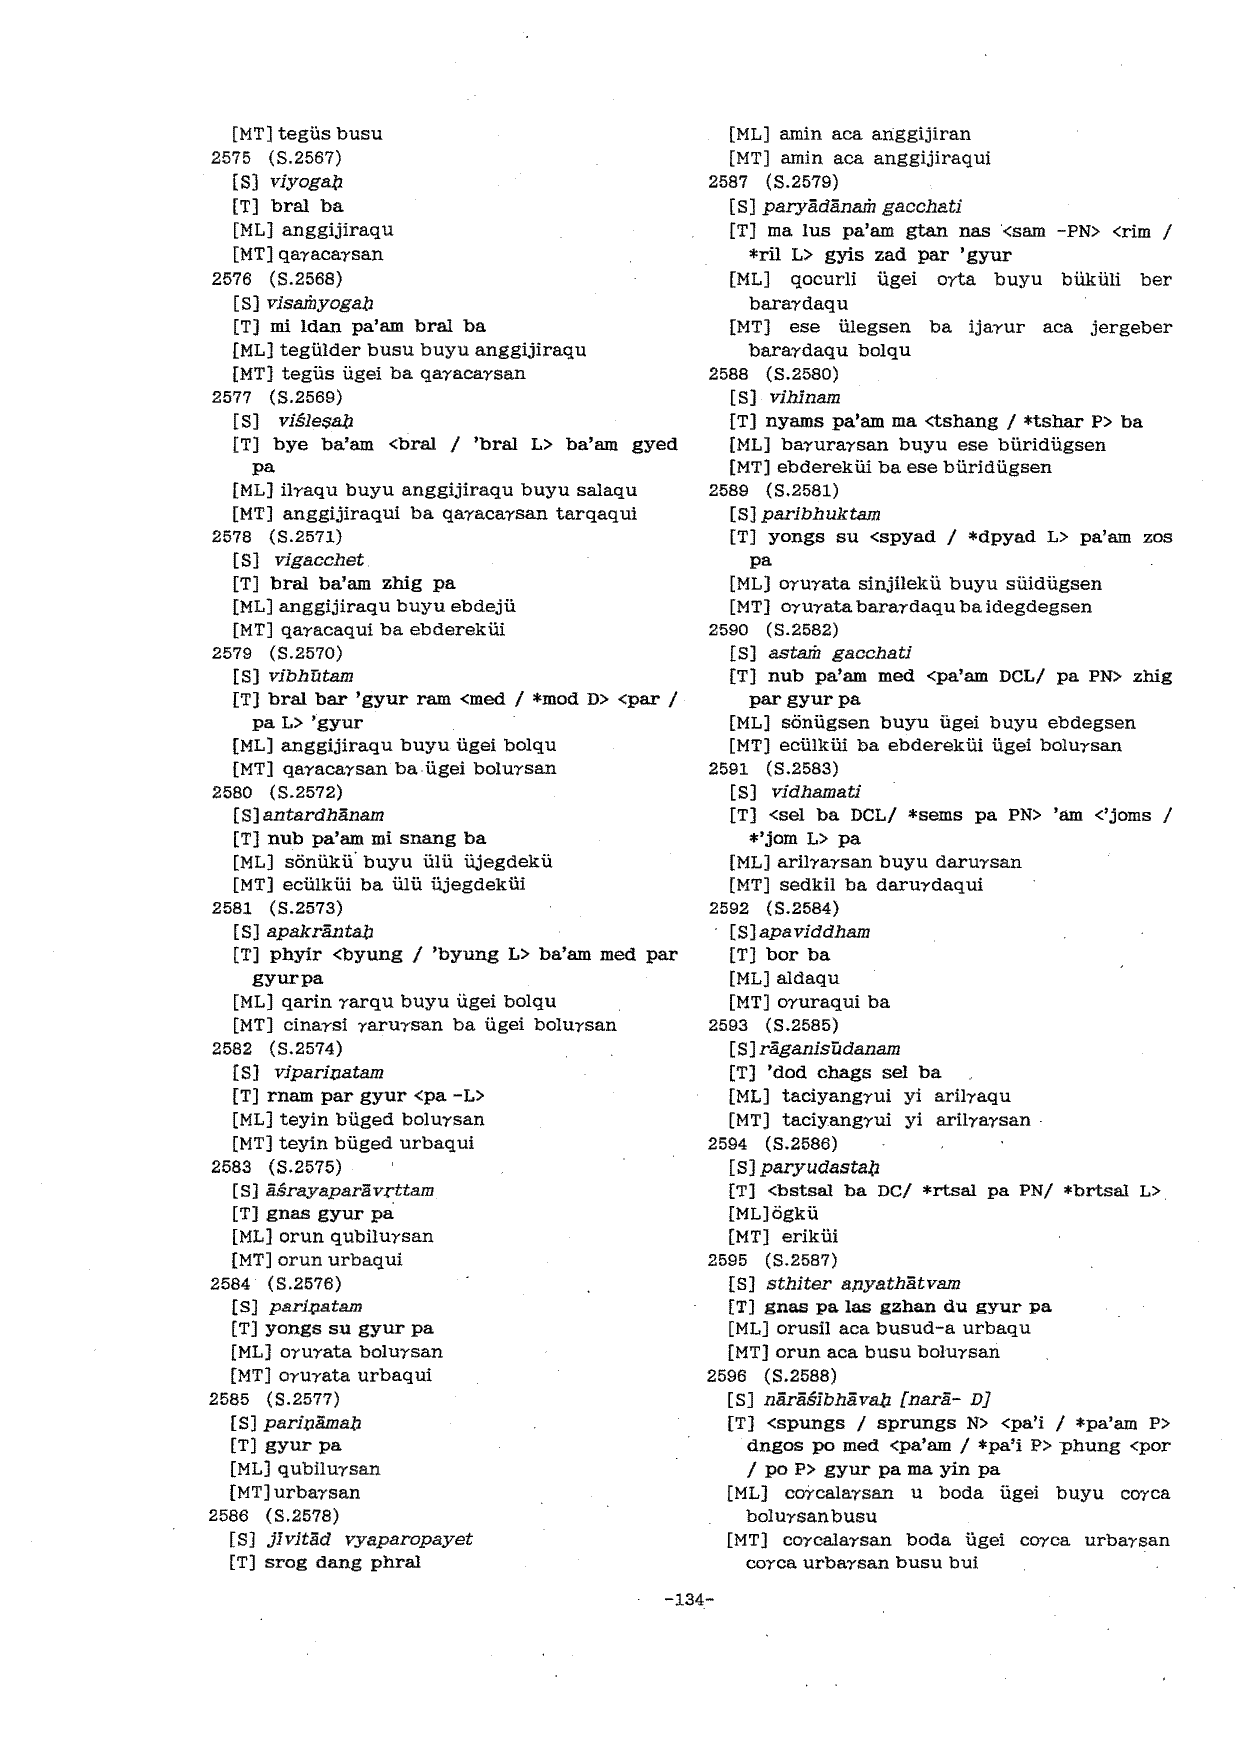 [MT] tegüs busu
2575 (S.2567)
[S] viyogaḥ
[T] bral ba
[ML] anggijiraqu
[MT] qaγacaγsan
2576 (S.2568)
[S] visaṁyogaḥ
[T] mi ldan pa'am bral ba
[ML] tegülder busu buyu anggijiraqu
[MT] tegüs ügei ba qaγacaγsan
2577 (S.2569)
[S] viśleṣaḥ
[T] bye ba'am <bral / 'bral L> ba'am gyed
pa
[ML] ilγaqu buyu anggijiraqu buyu salaqu
[MT] anggijiraqui ba qaγacaγsan tarqaqui
2578 (S.2571)
[S] vigacchet
[T] bral ba'am zhig pa
[ML] anggijiraqu buyu ebdejü
[MT] qaγacaqui ba ebdereküi
2579 (S.2570)
[S] vibhūtam
[T] bral bar 'gyur ram <med / *mod D> <par /
pa L> 'gyur
[ML] anggijiraqu buyu ügei bolqu
[MT] qaγacaγsan ba ügei boluγsan
2580 (S.2572)
[S] antardhānam
[T] nub pa'am mi snang ba
[ML] sönükü buyu ülü üjegdekü
[MT] ecülküi ba ülü üjegdeküi
2581 (S.2573)
[S] apakrāntaḥ
[T] phyir <byung / 'byung L> ba'am med par
gyur pa
[ML] qarin γarqu buyu ügei bolqu
[MT] cinaγsi γaruγsan ba ügei boluγsan
2582 (S.2574)
[S] vipariṇatam
[T] rnam par gyur <pa -L>
[ML] teyin büged boluγsan
[MT] teyin büged urbaqui
2583 (S.2575)
[S] āśrayaparāvṛttam
[T] gnas gyur pa
[ML] orun qubiluγsan
[MT] orun urbaqui
2584 (S.2576)
[S] pariṇatam
[T] yongs su gyur pa
[ML] oγuγata boluγsan
[MT] oγuγata urbaqui
2585 (S.2577)
[S] pariṇāmaḥ
[T] gyur pa
[ML] qubiluγsan
[MT] urbaγsan
2586 (S.2578)
[S] jīvitād vyaparopayet
[T] srog dang phral
[ML] amin aca anggijiran
[MT] amin aca anggijiraqui
2587 (S.2579)
[S] paryādānaṁ gacchati
[T] ma lus pa'am gtan nas <sam -PN> <rim /
*ril L> gyis zad par 'gyur
[ML] qocurli ügei oγta buyu büküli ber
baraγdaqu
[MT] ese ülegsen ba ijaγur aca jergeber
baraγdaqu bolqu
2588 (S.2580)
[S] vihīnam
[T] nyams pa'am ma <tshang / *tshar P> ba
[ML] baγuraγsan buyu ese büridügsen
[MT] ebdereküi ba ese büridügsen
2589 (S.2581)
[S] paribhuktam
[T] yongs su <spyad / *dpyad L> pa'am zos
pa
[ML] oγuγata sinjilekü buyu süidügsen
[MT] oγuγata baraγdaqu ba idegdegsen
2590 (S.2582)
[S] astaṁ gacchati
[T] nub pa'am med <pa'am DCL/ pa PN> zhig
par gyur pa
[ML] sönügsen buyu ügei buyu ebdegsen
[MT] ecülküi ba ebdereküi ügei boluγsan
2591 (S.2583)
[S] vidhamati
[T] <sel ba DCL/ *sems pa PN> 'am <'joms /
*'jom L> pa
[ML] arilγaγsan buyu daruγsan
[MT] sedkil ba daruγdaqui
2592 (S.2584)
[S] apaviddham
[T] bor ba
[ML] aldaqu
[MT] oγuraqui ba
2593 (S.2585)
[S] rāganisūdanam
[T] 'dod chags sel ba
[ML] taciyangγui yi arilγaqu
[MT] taciyangγui yi arilγaγsan
2594 (S.2586)
[S] paryudastaḥ
[T] <bstsal ba DC/ *rtsal pa PN/ *brtsal L>
[ML] ögkü
[MT] eriküi
2595 (S.2587)
[S] sthiter anyathātvam
[T] gnas pa las gzhan du gyur pa
[ML] orusil aca busud-a urbaqu
[MT] orun aca busu boluγsan
2596 (S.2588)
[S] nārāśībhāvaḥ [narā- D]
[T] <spungs / sprungs N> <pa'i / *pa'am P>
dngos po med <pa'am / *pa'i P> phung <por
/ po P> gyur pa ma yin pa
[ML] coγcalaγsan u boda ügei buyu coγca
boluγsan busu
[MT] coγcalaγsan boda ügei coγca urbaγsan
coγca urbaγsan busu bui
-134-